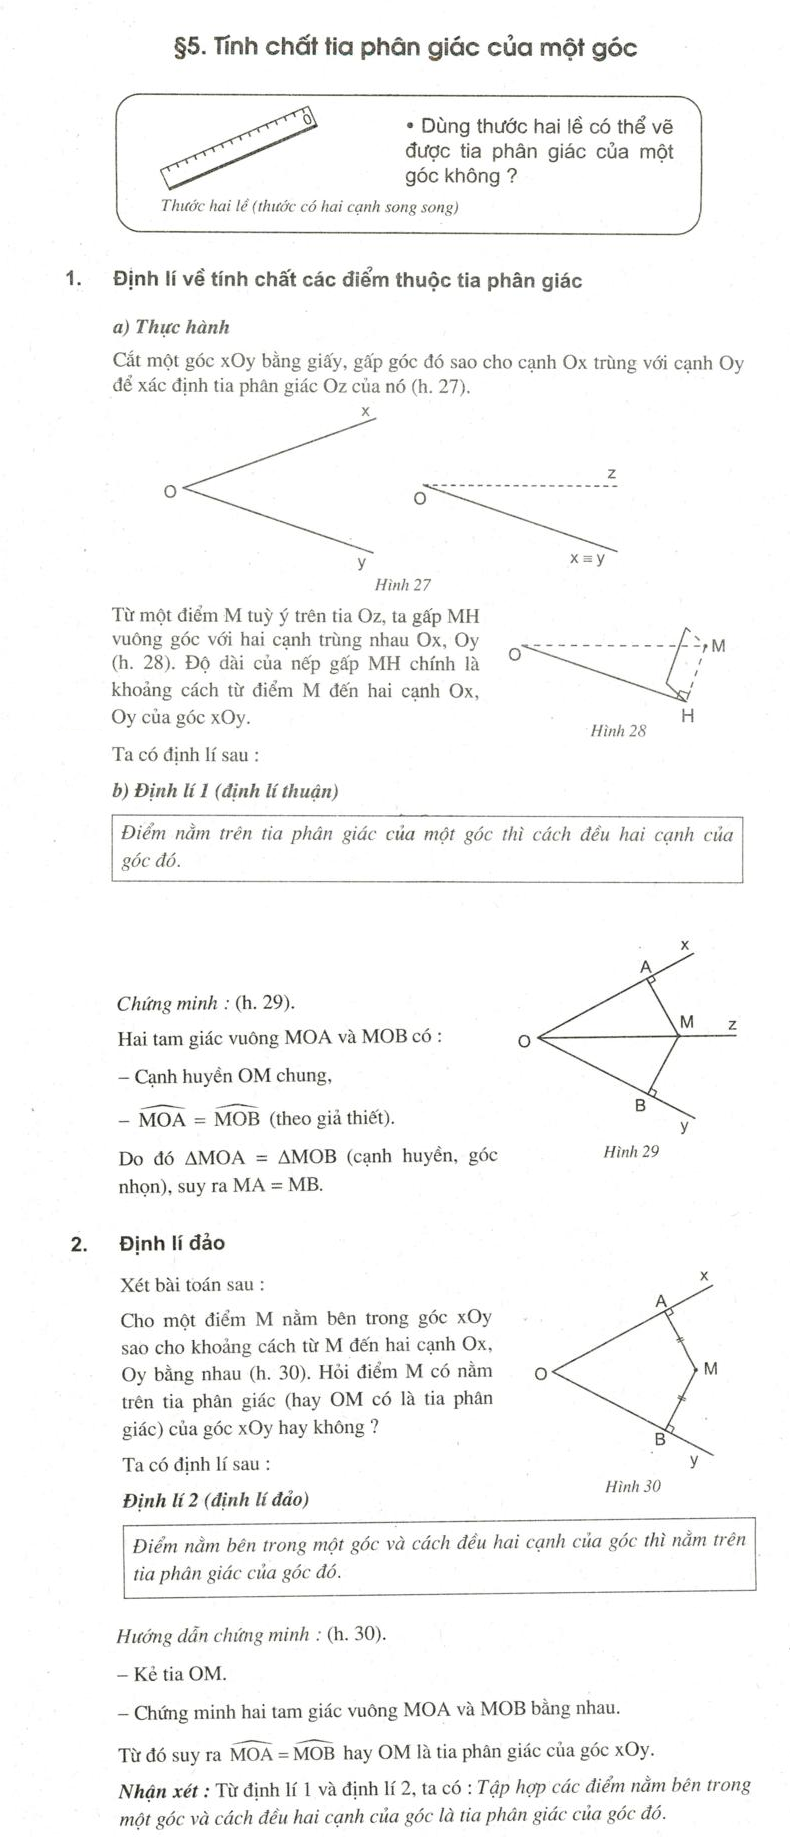 §5. Tính chất tia phân giác của một góc
0
• Dùng thước hai lề có thể vẽ
được tia phân giác của một
góc không ?
Thước hai lề (thước có hai cạnh song song)
1. Định lí về tính chất các điểm thuộc tia phân giác
a) Thực hành
Cắt một góc xOy bằng giấy, gấp góc đó sao cho cạnh Ox trùng với cạnh Oy
để xác định tia phân giác Oz của nó (h. 27).
x
O
y
z
O
x ≡ y
Hình 27
Từ một điểm M tuỳ ý trên tia Oz, ta gấp MH
vuông góc với hai cạnh trùng nhau Ox, Oy
(h. 28). Độ dài của nếp gấp MH chính là
khoảng cách từ điểm M đến hai cạnh Ox,
Oy của góc xOy.
O
M
H
Hình 28
Ta có định lí sau :
b) Định lí 1 (định lí thuận)
Điểm nằm trên tia phân giác của một góc thì cách đều hai cạnh của
góc đó.
Chứng minh : (h. 29).
Hai tam giác vuông MOA và MOB có :
– Cạnh huyền OM chung,
– \widehat{MOA} = \widehat{MOB} (theo giả thiết).
Do đó ΔMOA = ΔMOB (cạnh huyền, góc
nhọn), suy ra MA = MB.
x
A
M
z
O
B
y
Hình 29
2. Định lí đảo
Xét bài toán sau :
Cho một điểm M nằm bên trong góc xOy
sao cho khoảng cách từ M đến hai cạnh Ox,
Oy bằng nhau (h. 30). Hỏi điểm M có nằm
trên tia phân giác (hay OM có là tia phân
giác) của góc xOy hay không ?
Ta có định lí sau :
x
A
O
M
B
y
Hình 30
Định lí 2 (định lí đảo)
Điểm nằm bên trong một góc và cách đều hai cạnh của góc thì nằm trên
tia phân giác của góc đó.
Hướng dẫn chứng minh : (h. 30).
– Kẻ tia OM.
– Chứng minh hai tam giác vuông MOA và MOB bằng nhau.
Từ đó suy ra \widehat{MOA} = \widehat{MOB} hay OM là tia phân giác của góc xOy.
Nhận xét : Từ định lí 1 và định lí 2, ta có : Tập hợp các điểm nằm bên trong
một góc và cách đều hai cạnh của góc là tia phân giác của góc đó.